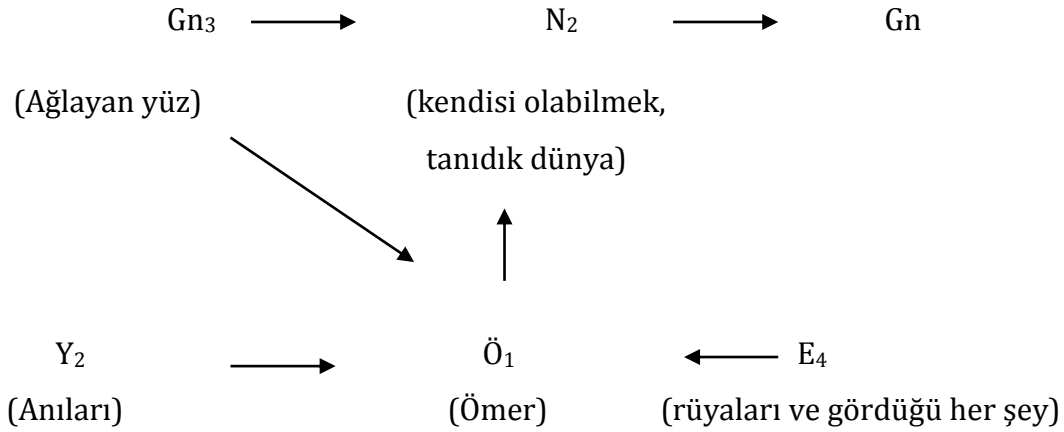 Gn₃ N₂ Gn
(Ağlayan yüz) (kendisi olabilmek,
tanıdık dünya)
Y₂ Ö₁ E₄
(Anıları) (Ömer) (rüyaları ve gördüğü her şey)